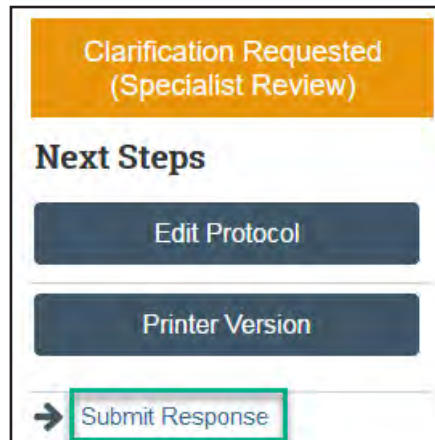 Clarification Requested
(Specialist Review)
Next Steps
Edit Protocol
Printer Version
Submit Response